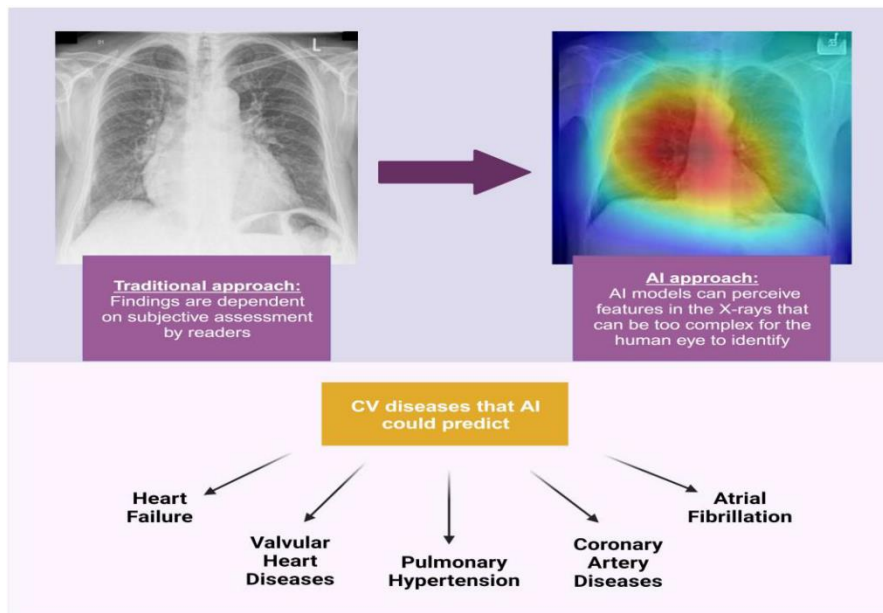 L
Traditional approach:
Findings are dependent
on subjective assessment
by readers
AI approach:
AI models can perceive
features in the X-rays that
can be too complex for the
human eye to identify
CV diseases that AI
could predict
Heart
Failure
Valvular
Heart
Diseases
Pulmonary
Hypertension
Coronary
Artery
Diseases
Atrial
Fibrillation